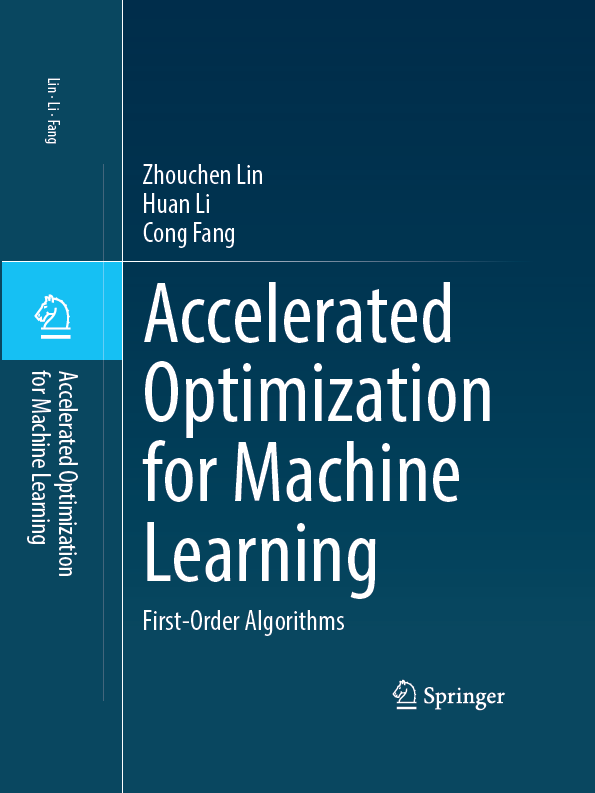 Lin · Li · Fang
Accelerated Optimization
for Machine Learning
Zhouchen Lin
Huan Li
Cong Fang
Accelerated
Optimization
for Machine
Learning
First-Order Algorithms
Springer